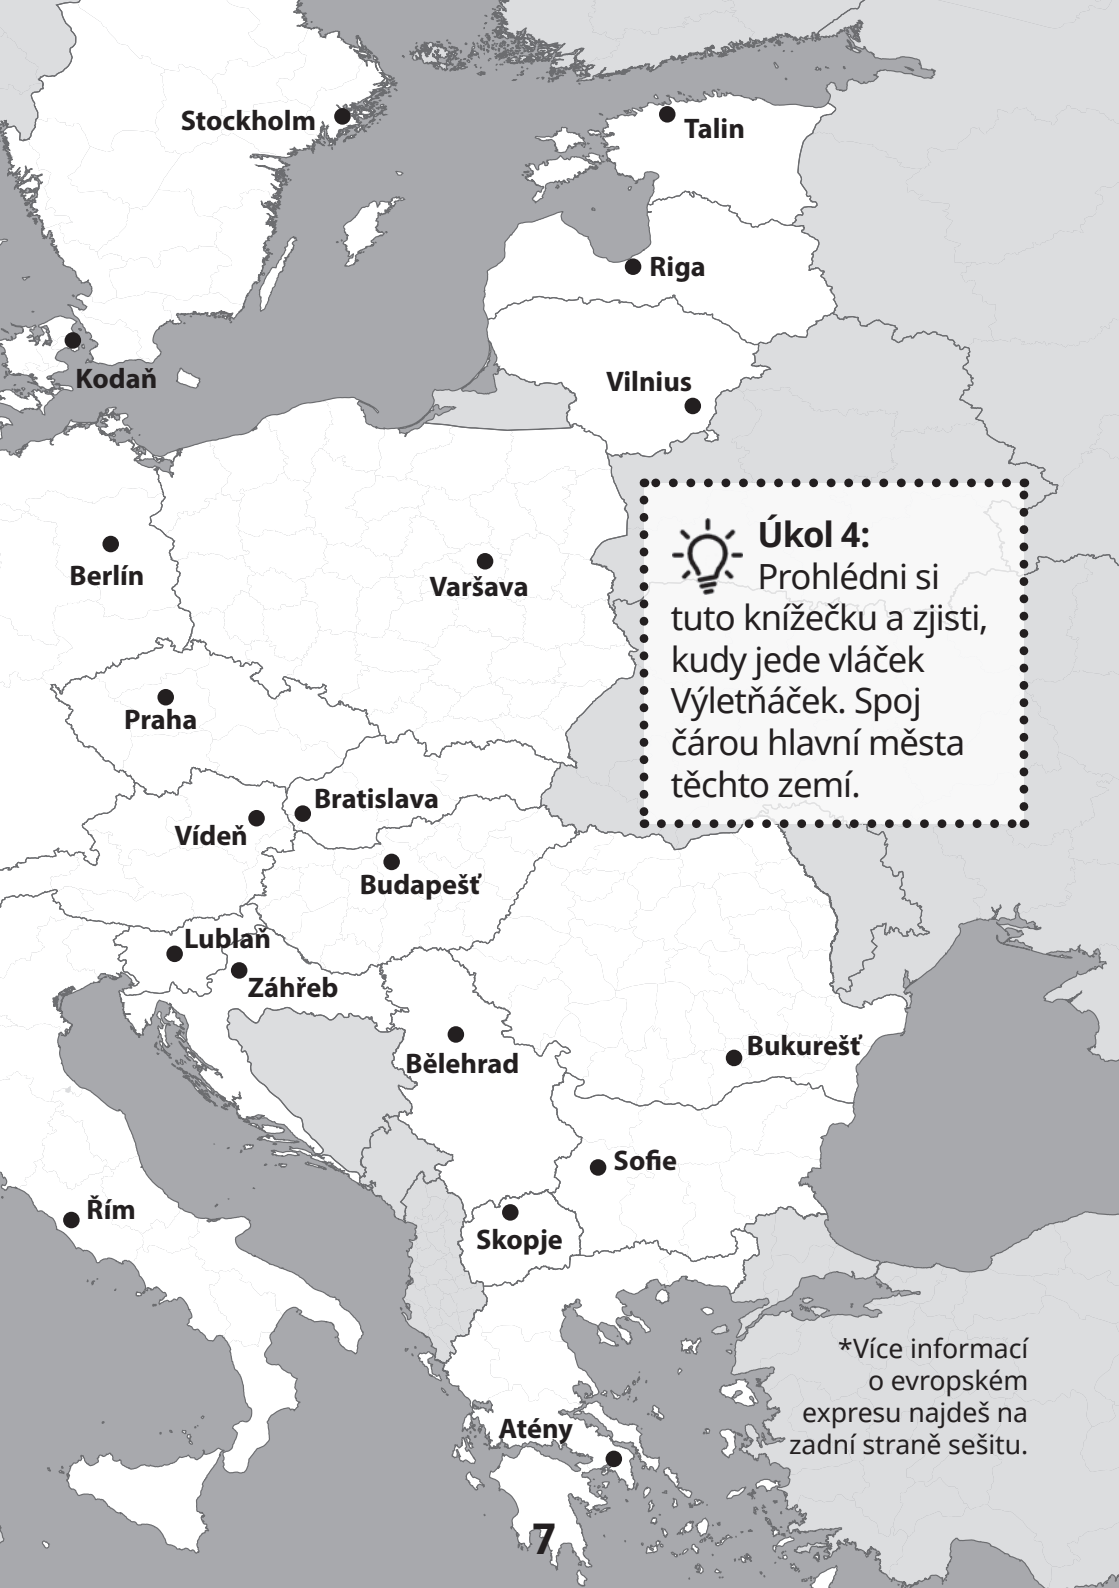 Stockholm
Talin
Riga
Kodaň
Vilnius
Úkol 4:
Prohlédni si
tuto knížečku a zjisti,
kudy jede vláček
Výletňáček. Spoj
čárou hlavní města
těchto zemí.
Berlín
Varšava
Praha
Bratislava
Vídeň
Budapešť
Lublaň
Záhřeb
Bukurešť
Bělehrad
Sofie
Řím
Skopje
*Více informací
o evropském
expresu najdeš na
zadní straně sešitu.
Atény
7